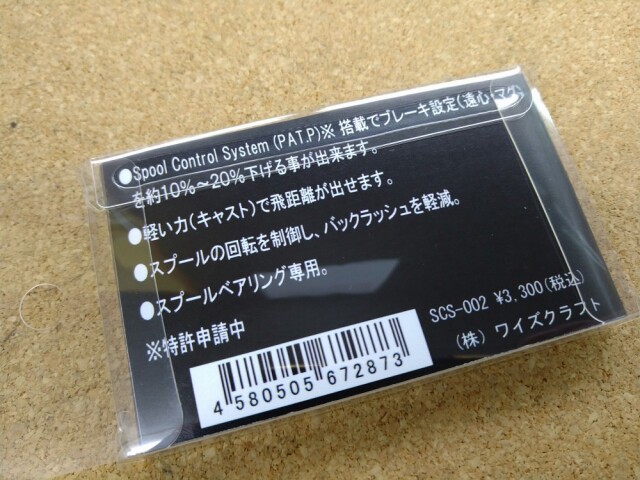 ●Spool Control System (PAT.P)※ 搭載でブレーキ設定(遠心・マグ)
を約10%～20%下げる事が出来ます。
●軽い力(キャスト)で飛距離が出せます。
●スプールの回転を制御し、バックラッシュを軽減。
●スプールベアリング専用。
※特許申請中
SCS-002 ¥3,300(税込)
(株) ワイズクラフト
4 580505 672873